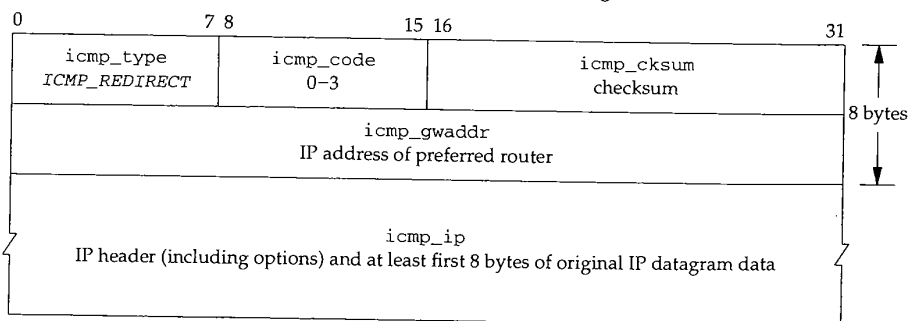 0 7 8 15 16 31
icmp_type icmp_code icmp_cksum
ICMP_REDIRECT 0–3 checksum
8 bytes
icmp_gwaddr
IP address of preferred router
icmp_ip
IP header (including options) and at least first 8 bytes of original IP datagram data